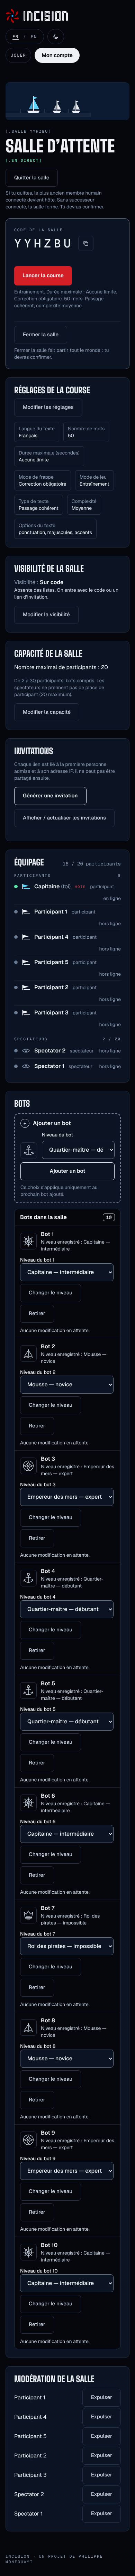 INCISION
FR / EN
JOUER
Mon compte
[.SALLE YYHZBU]
SALLE D'ATTENTE
[.EN DIRECT]
Quitter la salle
Si tu quittes, le plus ancien membre humain
connecté devient hôte. Sans successeur
connecté, la salle ferme. Tu devras confirmer.
CODE DE LA SALLE
YYHZBU
Lancer la course
Entraînement. Durée maximale : Aucune limite.
Correction obligatoire. 50 mots. Passage
cohérent, complexité moyenne.
Fermer la salle
Fermer la salle fait partir tout le monde : tu
devras confirmer.
RÉGLAGES DE LA COURSE
Modifier les réglages
Langue du texte
Français
Nombre de mots
50
Durée maximale (secondes)
Aucune limite
Mode de frappe
Correction obligatoire
Mode de jeu
Entraînement
Type de texte
Passage cohérent
Complexité
Moyenne
Options du texte
ponctuation, majuscules, accents
VISIBILITÉ DE LA SALLE
Visibilité : Sur code
Absente des listes. On entre avec le code ou un
lien d'invitation.
Modifier la visibilité
CAPACITÉ DE LA SALLE
Nombre maximal de participants : 20
De 2 à 30 participants, bots compris. Les
spectateurs ne prennent pas de place de
participant (20 maximum).
Modifier la capacité
INVITATIONS
Chaque lien est lié à la première personne
entrée et à son adresse IP. Il ne peut pas être
partagé ensuite.
Générer une invitation
Afficher / actualiser les invitations
ÉQUIPAGE
16 / 20 participants
PARTICIPANTS 6
Capitaine (toi) HÔTE participant
en ligne
Participant 1 participant
hors ligne
Participant 4 participant
hors ligne
Participant 5 participant
hors ligne
Participant 2 participant
hors ligne
Participant 3 participant
hors ligne
SPECTATEURS 2 / 20
Spectator 2 spectateur hors ligne
Spectator 1 spectateur hors ligne
BOTS
Ajouter un bot
Niveau du bot
Quartier-maître — dé
Ajouter un bot
Ce choix s'applique uniquement au
prochain bot ajouté.
Bots dans la salle 10
Bot 1
Niveau enregistré : Capitaine —
intermédiaire
Niveau du bot 1
Capitaine — intermédiaire
Changer le niveau
Retirer
Aucune modification en attente.
Bot 2
Niveau enregistré : Mousse —
novice
Niveau du bot 2
Mousse — novice
Changer le niveau
Retirer
Aucune modification en attente.
Bot 3
Niveau enregistré : Empereur des
mers — expert
Niveau du bot 3
Empereur des mers — expert
Changer le niveau
Retirer
Aucune modification en attente.
Bot 4
Niveau enregistré : Quartier-
maître — débutant
Niveau du bot 4
Quartier-maître — débutant
Changer le niveau
Retirer
Aucune modification en attente.
Bot 5
Niveau enregistré : Quartier-
maître — débutant
Niveau du bot 5
Quartier-maître — débutant
Changer le niveau
Retirer
Aucune modification en attente.
Bot 6
Niveau enregistré : Capitaine —
intermédiaire
Niveau du bot 6
Capitaine — intermédiaire
Changer le niveau
Retirer
Aucune modification en attente.
Bot 7
Niveau enregistré : Roi des
pirates — impossible
Niveau du bot 7
Roi des pirates — impossible
Changer le niveau
Retirer
Aucune modification en attente.
Bot 8
Niveau enregistré : Mousse —
novice
Niveau du bot 8
Mousse — novice
Changer le niveau
Retirer
Aucune modification en attente.
Bot 9
Niveau enregistré : Empereur des
mers — expert
Niveau du bot 9
Empereur des mers — expert
Changer le niveau
Retirer
Aucune modification en attente.
Bot 10
Niveau enregistré : Capitaine —
intermédiaire
Niveau du bot 10
Capitaine — intermédiaire
Changer le niveau
Retirer
Aucune modification en attente.
MODÉRATION DE LA SALLE
Participant 1 Expulser
Participant 4 Expulser
Participant 5 Expulser
Participant 2 Expulser
Participant 3 Expulser
Spectator 2 Expulser
Spectator 1 Expulser
INCISION · UN PROJET DE PHILIPPE